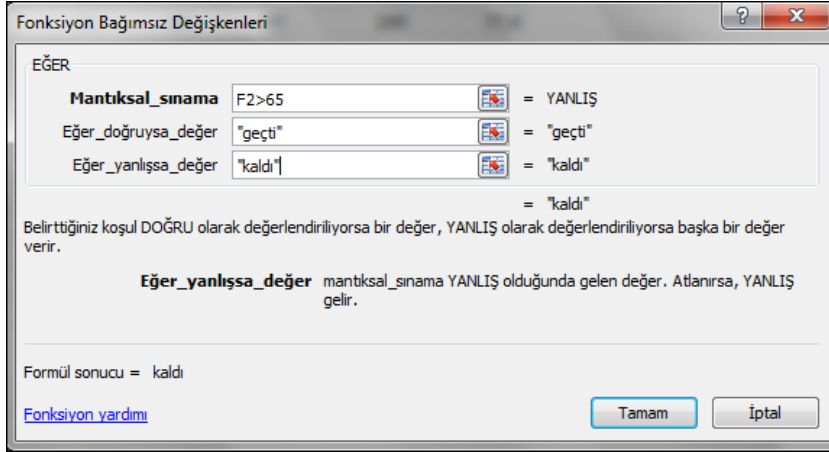 Fonksiyon Bağımsız Değişkenleri
EĞER
Mantıksal_sınama F2>65 = YANLIŞ
Eğer_doğruysa_değer "geçti" = "geçti"
Eğer_yanlışsa_değer "kaldı" = "kaldı"
= "kaldı"
Belirttiğiniz koşul DOĞRU olarak değerlendiriliyorsa bir değer, YANLIŞ olarak değerlendiriliyorsa başka bir değer
verir.
Eğer_yanlışsa_değer mantıksal_sınama YANLIŞ olduğunda gelen değer. Atlanırsa, YANLIŞ
gelir.
Formül sonucu = kaldı
Fonksiyon yardımı
Tamam
İptal